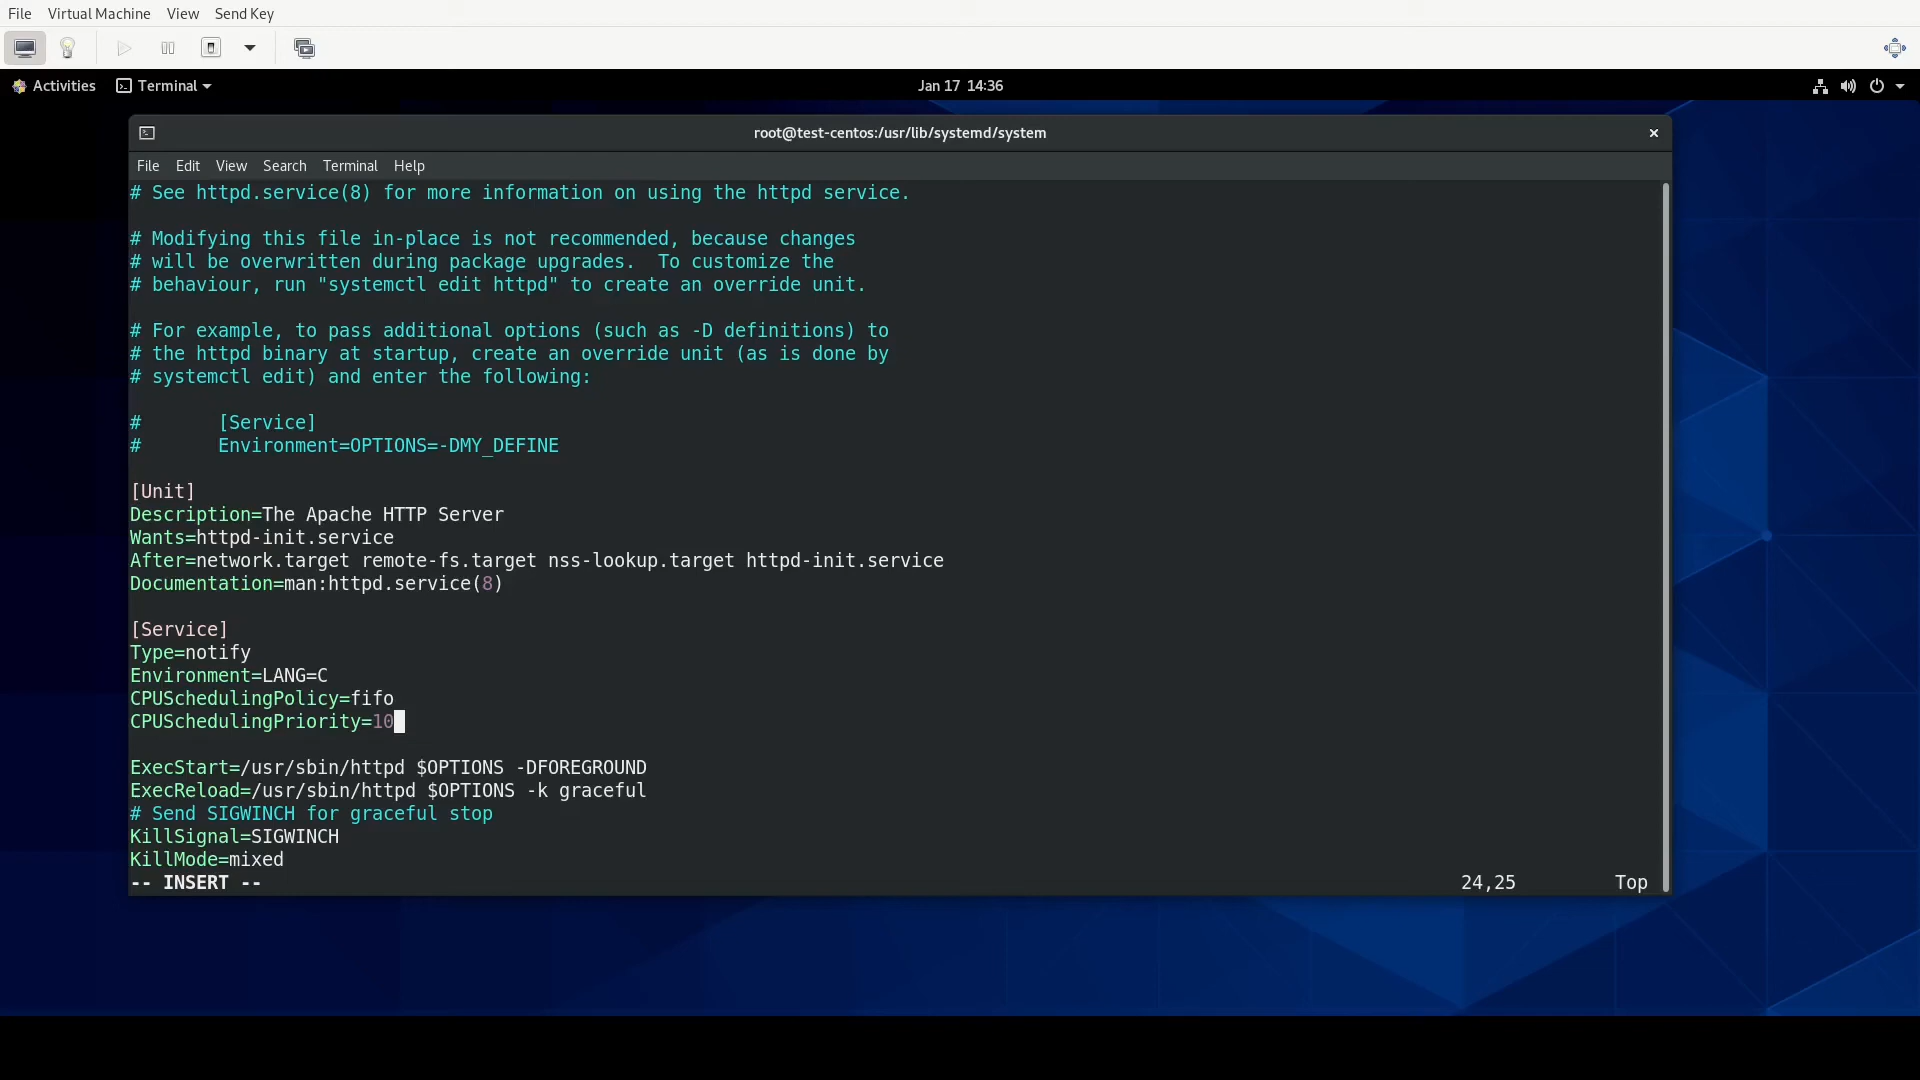 File Virtual Machine View Send Key
Activities Terminal Jan 17 14:36
root@test-centos:/usr/lib/systemd/system
File Edit View Search Terminal Help
# See httpd.service(8) for more information on using the httpd service.
# Modifying this file in-place is not recommended, because changes
# will be overwritten during package upgrades.  To customize the
# behaviour, run "systemctl edit httpd" to create an override unit.
# For example, to pass additional options (such as -D definitions) to
# the httpd binary at startup, create an override unit (as is done by
# systemctl edit) and enter the following:
#       [Service]
#       Environment=OPTIONS=-DMY_DEFINE
[Unit]
Description=The Apache HTTP Server
Wants=httpd-init.service
After=network.target remote-fs.target nss-lookup.target httpd-init.service
Documentation=man:httpd.service(8)
[Service]
Type=notify
Environment=LANG=C
CPUSchedulingPolicy=fifo
CPUSchedulingPriority=10
ExecStart=/usr/sbin/httpd $OPTIONS -DFOREGROUND
ExecReload=/usr/sbin/httpd $OPTIONS -k graceful
# Send SIGWINCH for graceful stop
KillSignal=SIGWINCH
KillMode=mixed
-- INSERT -- 24,25 Top